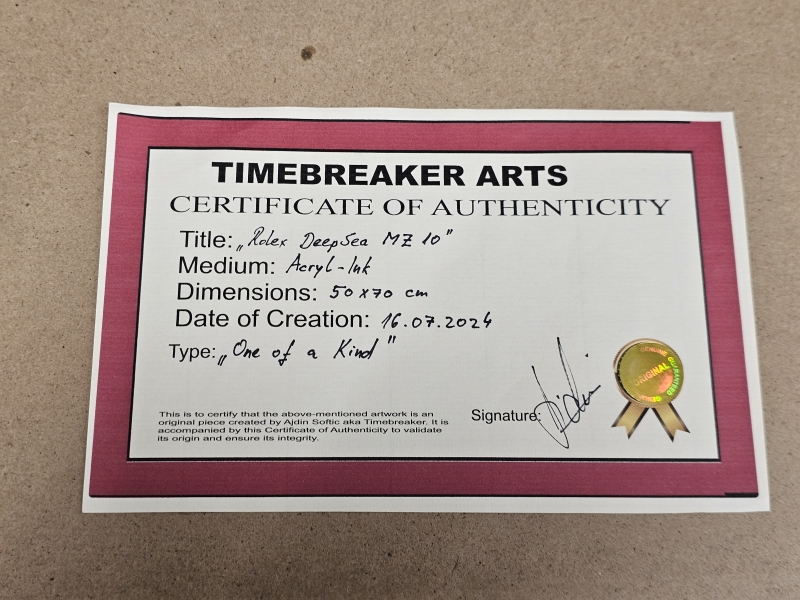 TIMEBREAKER ARTS
CERTIFICATE OF AUTHENTICITY
Title: „Rolex DeepSea MZ 10"
Medium: Acryl-Ink
Dimensions: 50x70 cm
Date of Creation: 16.07.2024
Type: „One of a Kind"
This is to certify that the above-mentioned artwork is an
original piece created by Ajdin Softic aka Timebreaker. It is
accompanied by this Certificate of Authenticity to validate
its origin and ensure its integrity.
Signature:
GENUINE
ORIGINAL
GUARANTEED